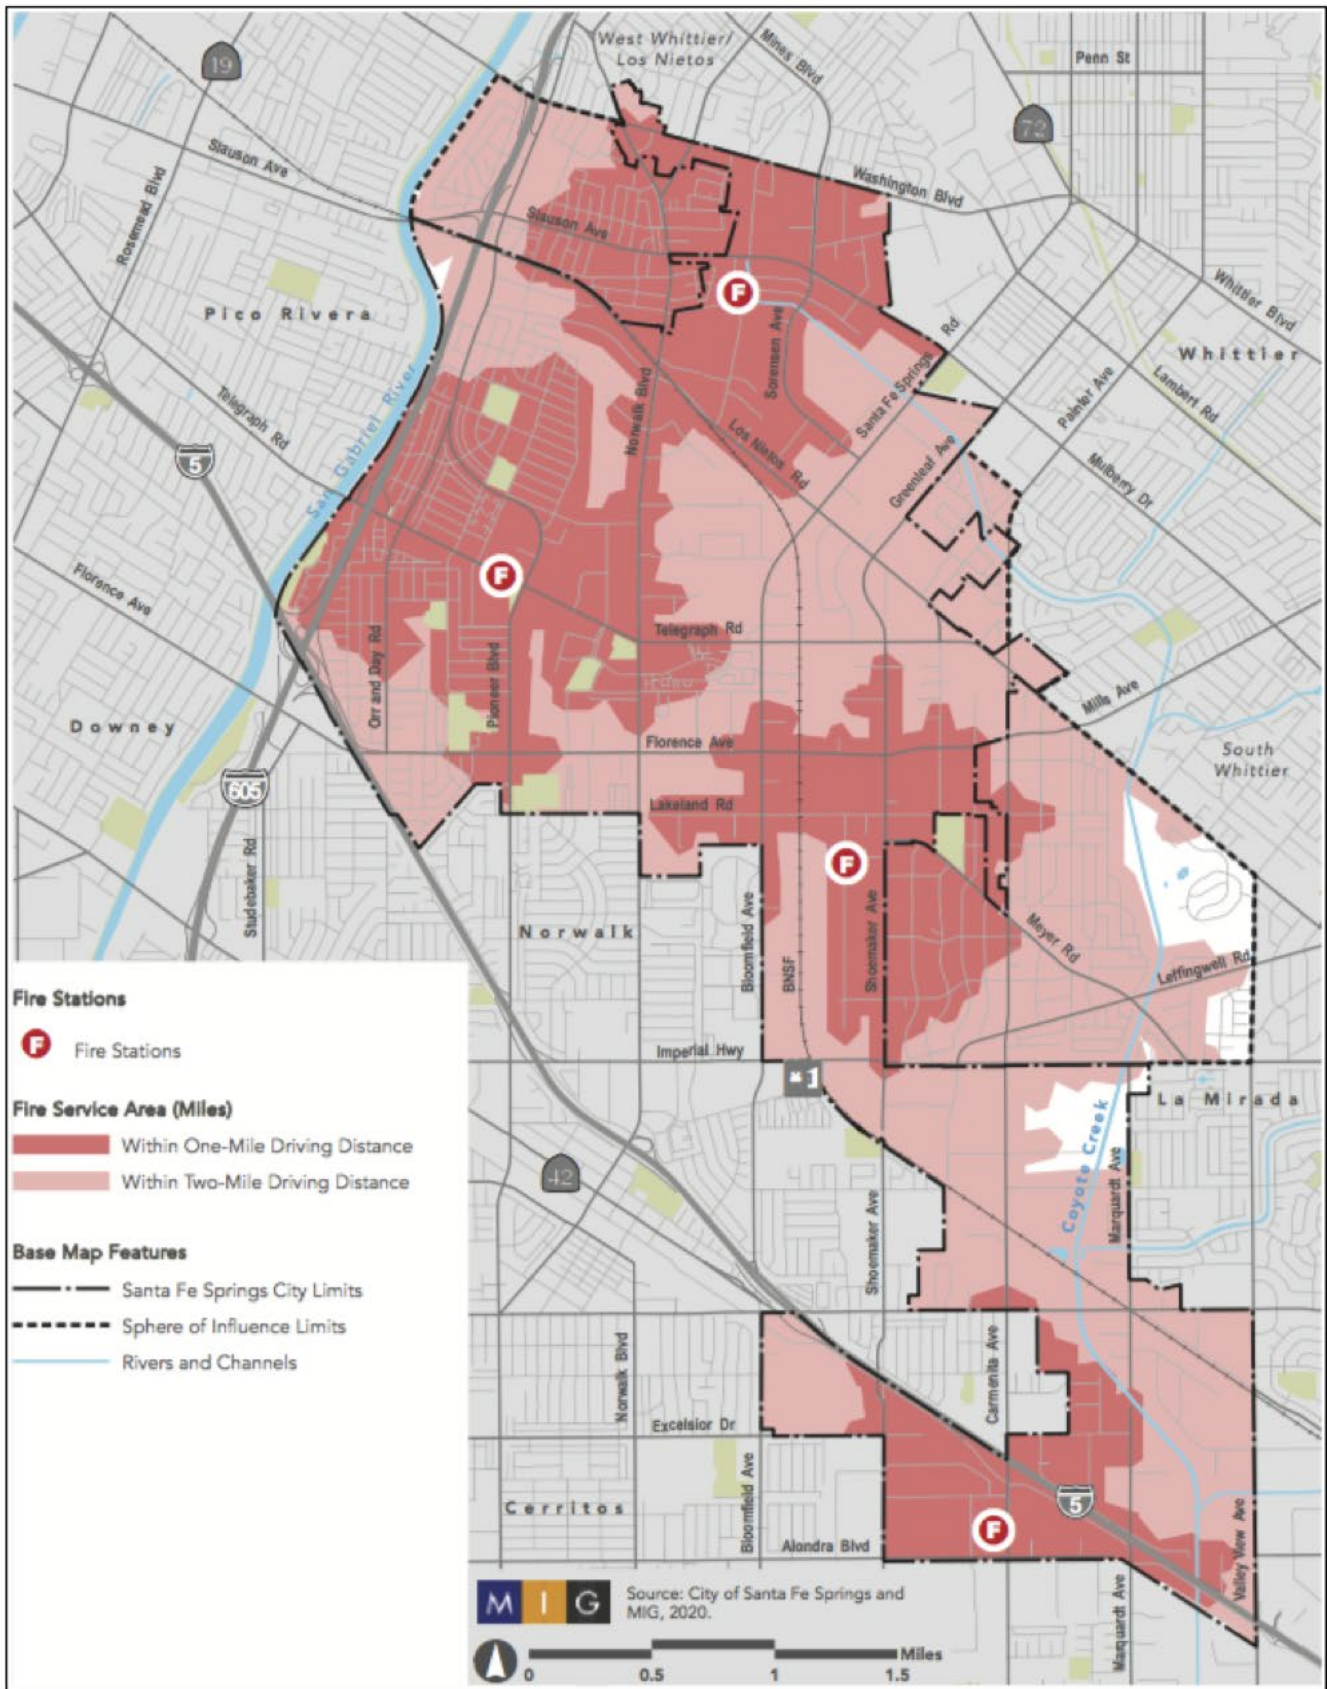 West Whittier/
Los Nietos
Mines Blvd
Penn St
19
72
Slauson Ave
Rosemead Blvd
Washington Blvd
Slauson Ave
Whittier Blvd
F
Pico Rivera
Sorensen Ave
Santa Fe Springs Rd
Whittier
Painter Ave
Lambert Rd
Telegraph Rd
San Gabriel River
Norwalk Blvd
Los Nietos Rd
Greenleaf Ave
Mulberry Dr
5
Florence Ave
F
Telegraph Rd
Orr and Day Rd
Pioneer Blvd
Mills Ave
Downey
Florence Ave
South
Whittier
605
Lakeland Rd
Studebaker Rd
F
Norwalk
Bloomfield Ave
BNSF
Shoemaker Ave
Meyer Rd
Leffingwell Rd
Imperial Hwy
1
La Mirada
Coyote Creek
Marquardt Ave
42
Shoemaker Ave
Norwalk Blvd
Carmenita Ave
Excelsior Dr
Bloomfield Ave
Cerritos
5
F
Alondra Blvd
Valley View Ave
Marquardt Ave
Fire Stations
F Fire Stations
Fire Service Area (Miles)
Within One-Mile Driving Distance
Within Two-Mile Driving Distance
Base Map Features
Santa Fe Springs City Limits
Sphere of Influence Limits
Rivers and Channels
M I G
Source: City of Santa Fe Springs and
MIG, 2020.
Miles
0 0.5 1 1.5